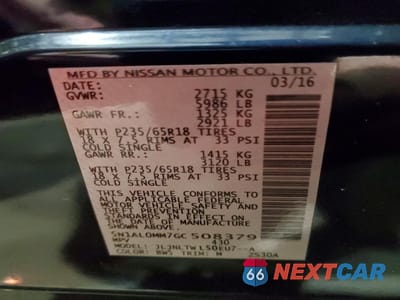 MFD BY NISSAN MOTOR CO., LTD.
DATE: 03/16
GVWR: 2715 KG
5986 LB
GAWR FR.: 1325 KG
2921 LB
WITH P235/65R18 TIRES
18 x 7.5 RIMS AT 33 PSI
COLD SINGLE
GAWR RR.: 1415 KG
3120 LB
WITH P235/65R18 TIRES
18 x 7.5 RIMS AT 33 PSI
COLD SINGLE
THIS VEHICLE CONFORMS TO
ALL APPLICABLE FEDERAL
MOTOR VEHICLE SAFETY
STANDARDS IN EFFECT ON
THE DATE OF MANUFACTURE
SHOWN ABOVE.
5N1AL0MM7GC508379
MPV 430
JLJNLTWL50EU7--A
COLOR: BW5 TRIM: M 2530A
66 NEXTCAR